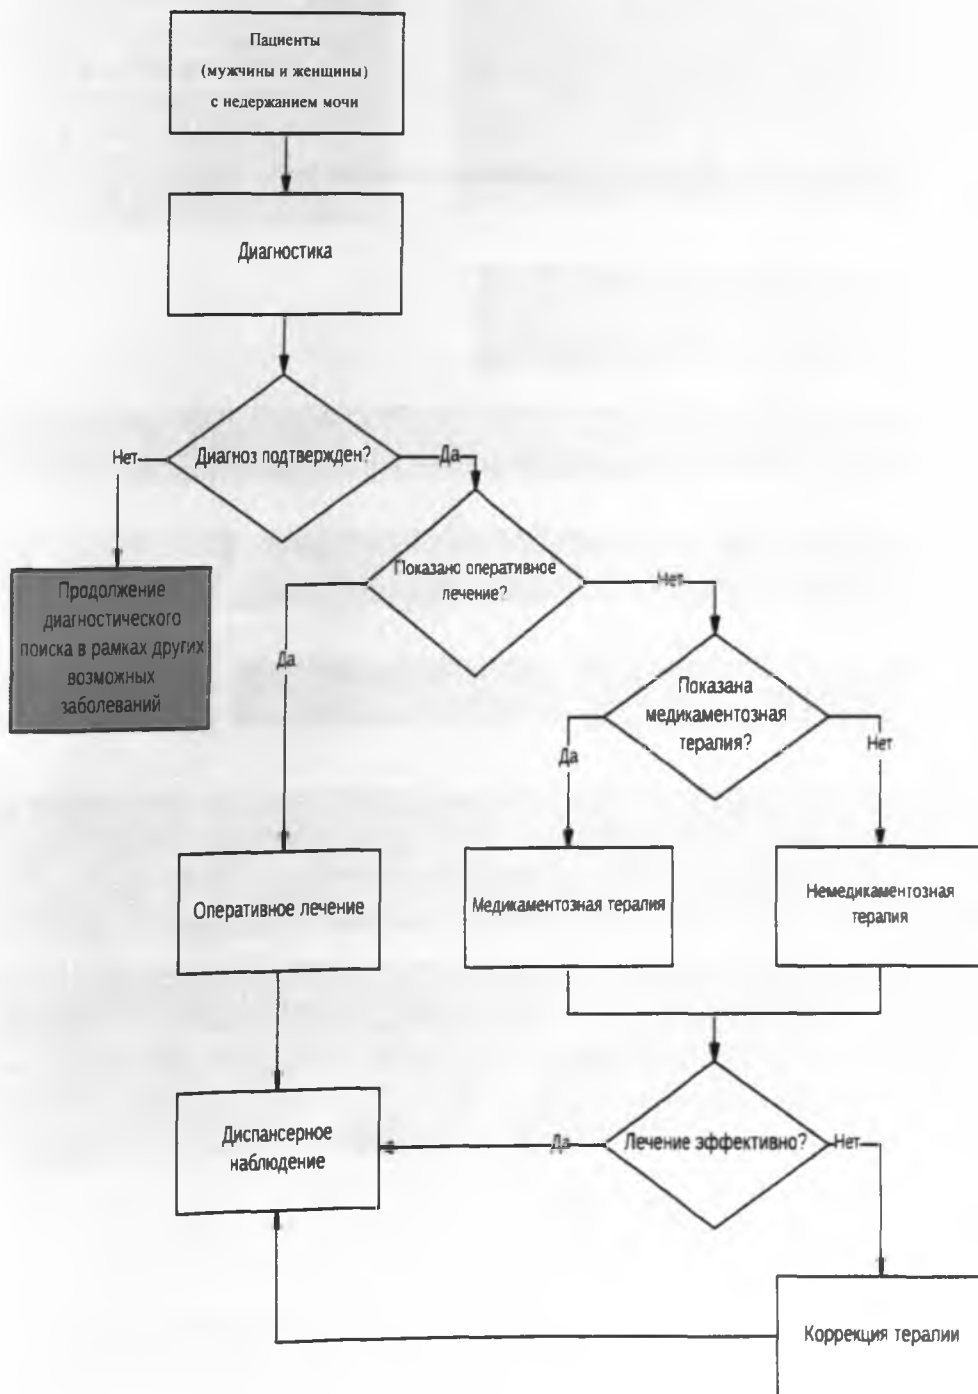 Пациенты
(мужчины и женщины)
с недержанием мочи
Диагностика
Диагноз подтвержден?
Нет
Да
Продолжение
диагностического
поиска в рамках других
возможных
заболеваний
Показано оперативное
лечение?
Да
Нет
Показана
медикаментозная
терапия?
Да
Нет
Оперативное лечение
Медикаментозная терапия
Немедикаментозная
терапия
Диспансерное
наблюдение
Да
Лечение эффективно?
Нет
Коррекция терапии